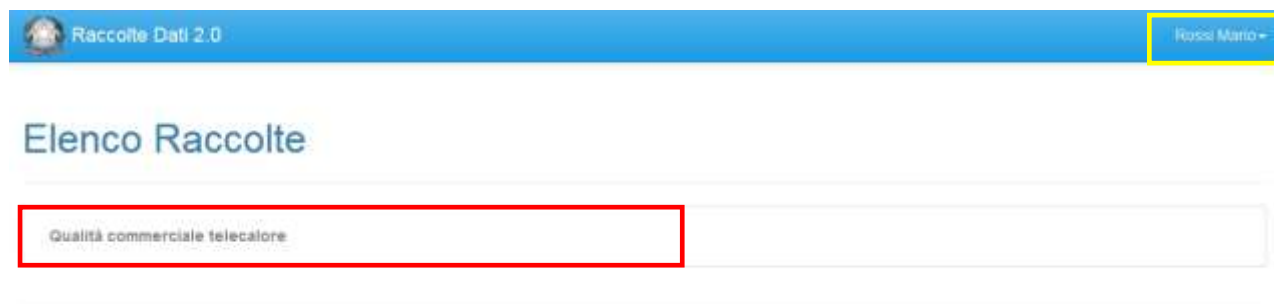 Raccolte Dati 2.0
Rossi Mario
Elenco Raccolte
Qualità commerciale telecalore